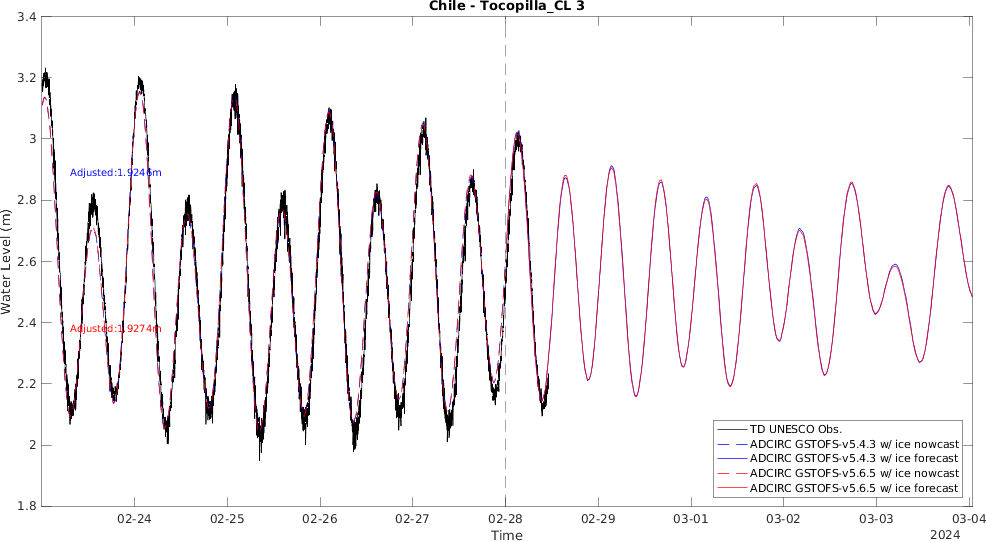 Chile - Tocopilla_CL 3
3.4
3.2
3
2.8
2.6
2.4
2.2
2
1.8
Water Level (m)
Adjusted:1.9246m
Adjusted:1.9274m
TD UNESCO Obs.
ADCIRC GSTOFS-v5.4.3 w/ ice nowcast
ADCIRC GSTOFS-v5.4.3 w/ ice forecast
ADCIRC GSTOFS-v5.6.5 w/ ice nowcast
ADCIRC GSTOFS-v5.6.5 w/ ice forecast
02-24 02-25 02-26 02-27 02-28 02-29 03-01 03-02 03-03 03-04
Time
2024